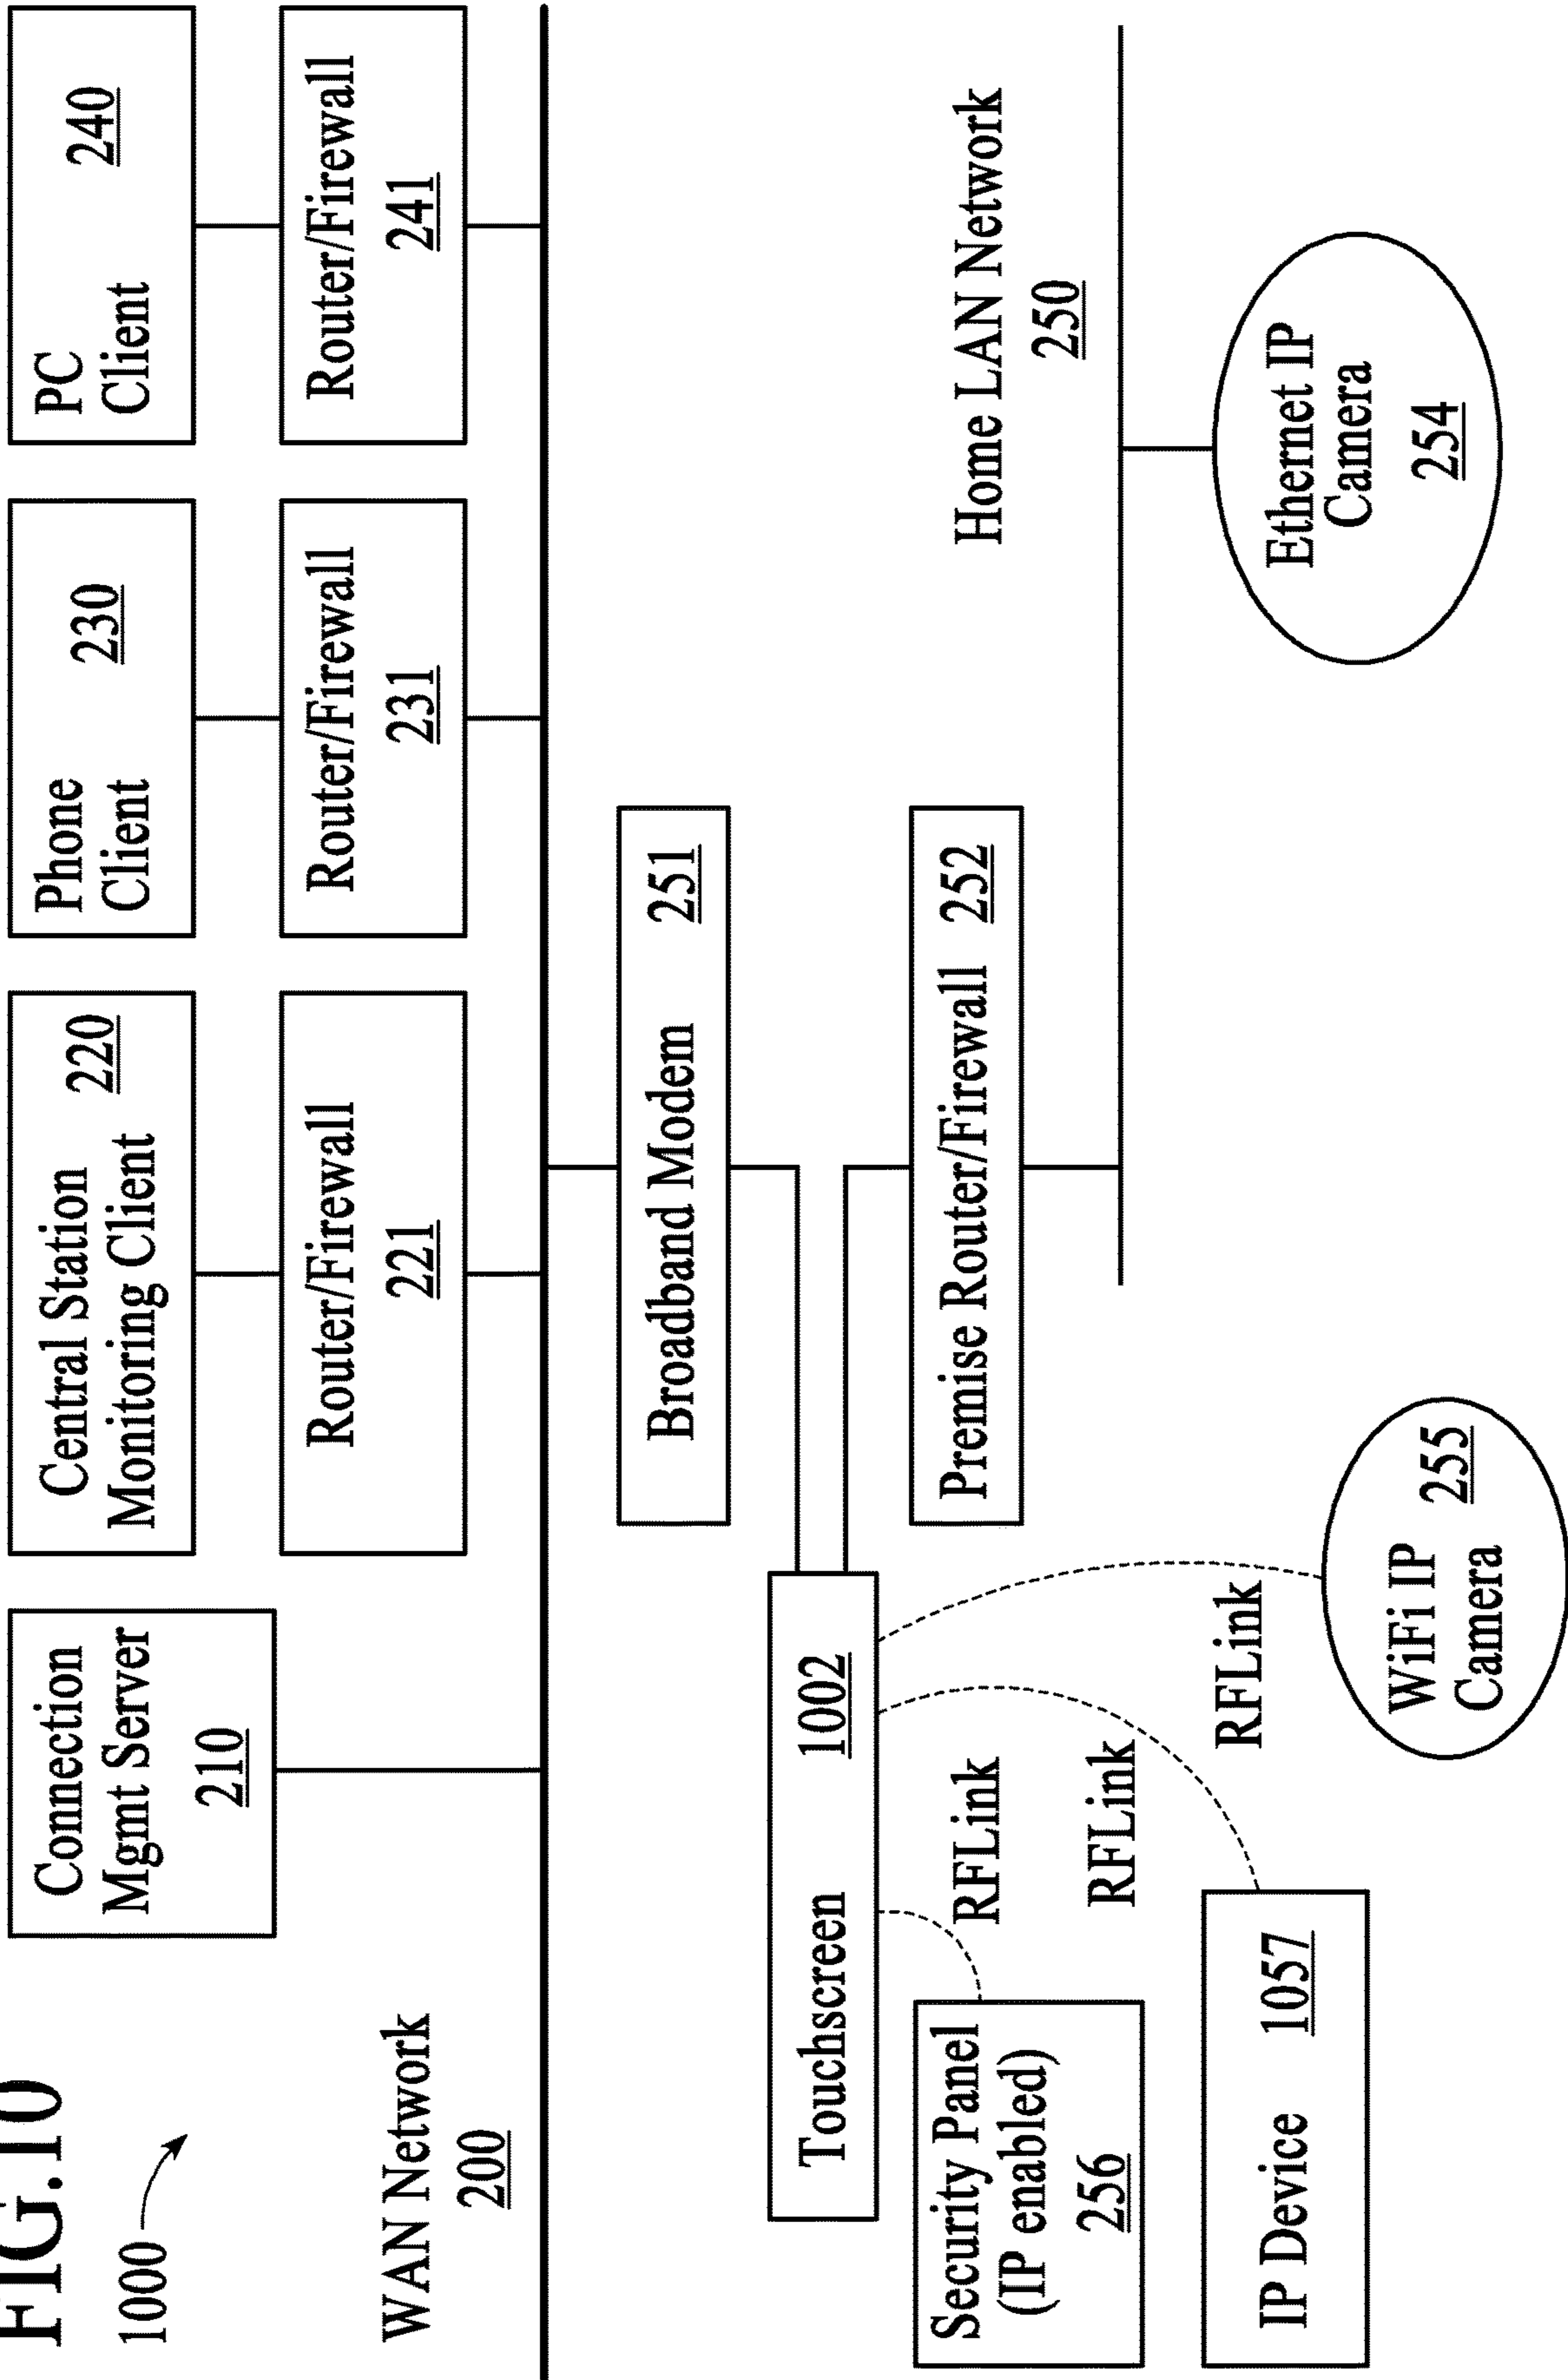 FIG.10
1000
WAN Network
200
Connection
Mgmt Server
210
Central Station
Monitoring Client
220
Router/Firewall
221
Phone
Client
230
Router/Firewall
231
PC
Client
240
Router/Firewall
241
Broadband Modem 251
Touchscreen 1002
Premise Router/Firewall 252
Home LAN Network
250
Security Panel
(IP enabled)
256
RFLink
RFLink
RFLink
IP Device 1057
WiFi IP
Camera
255
Ethernet IP
Camera
254